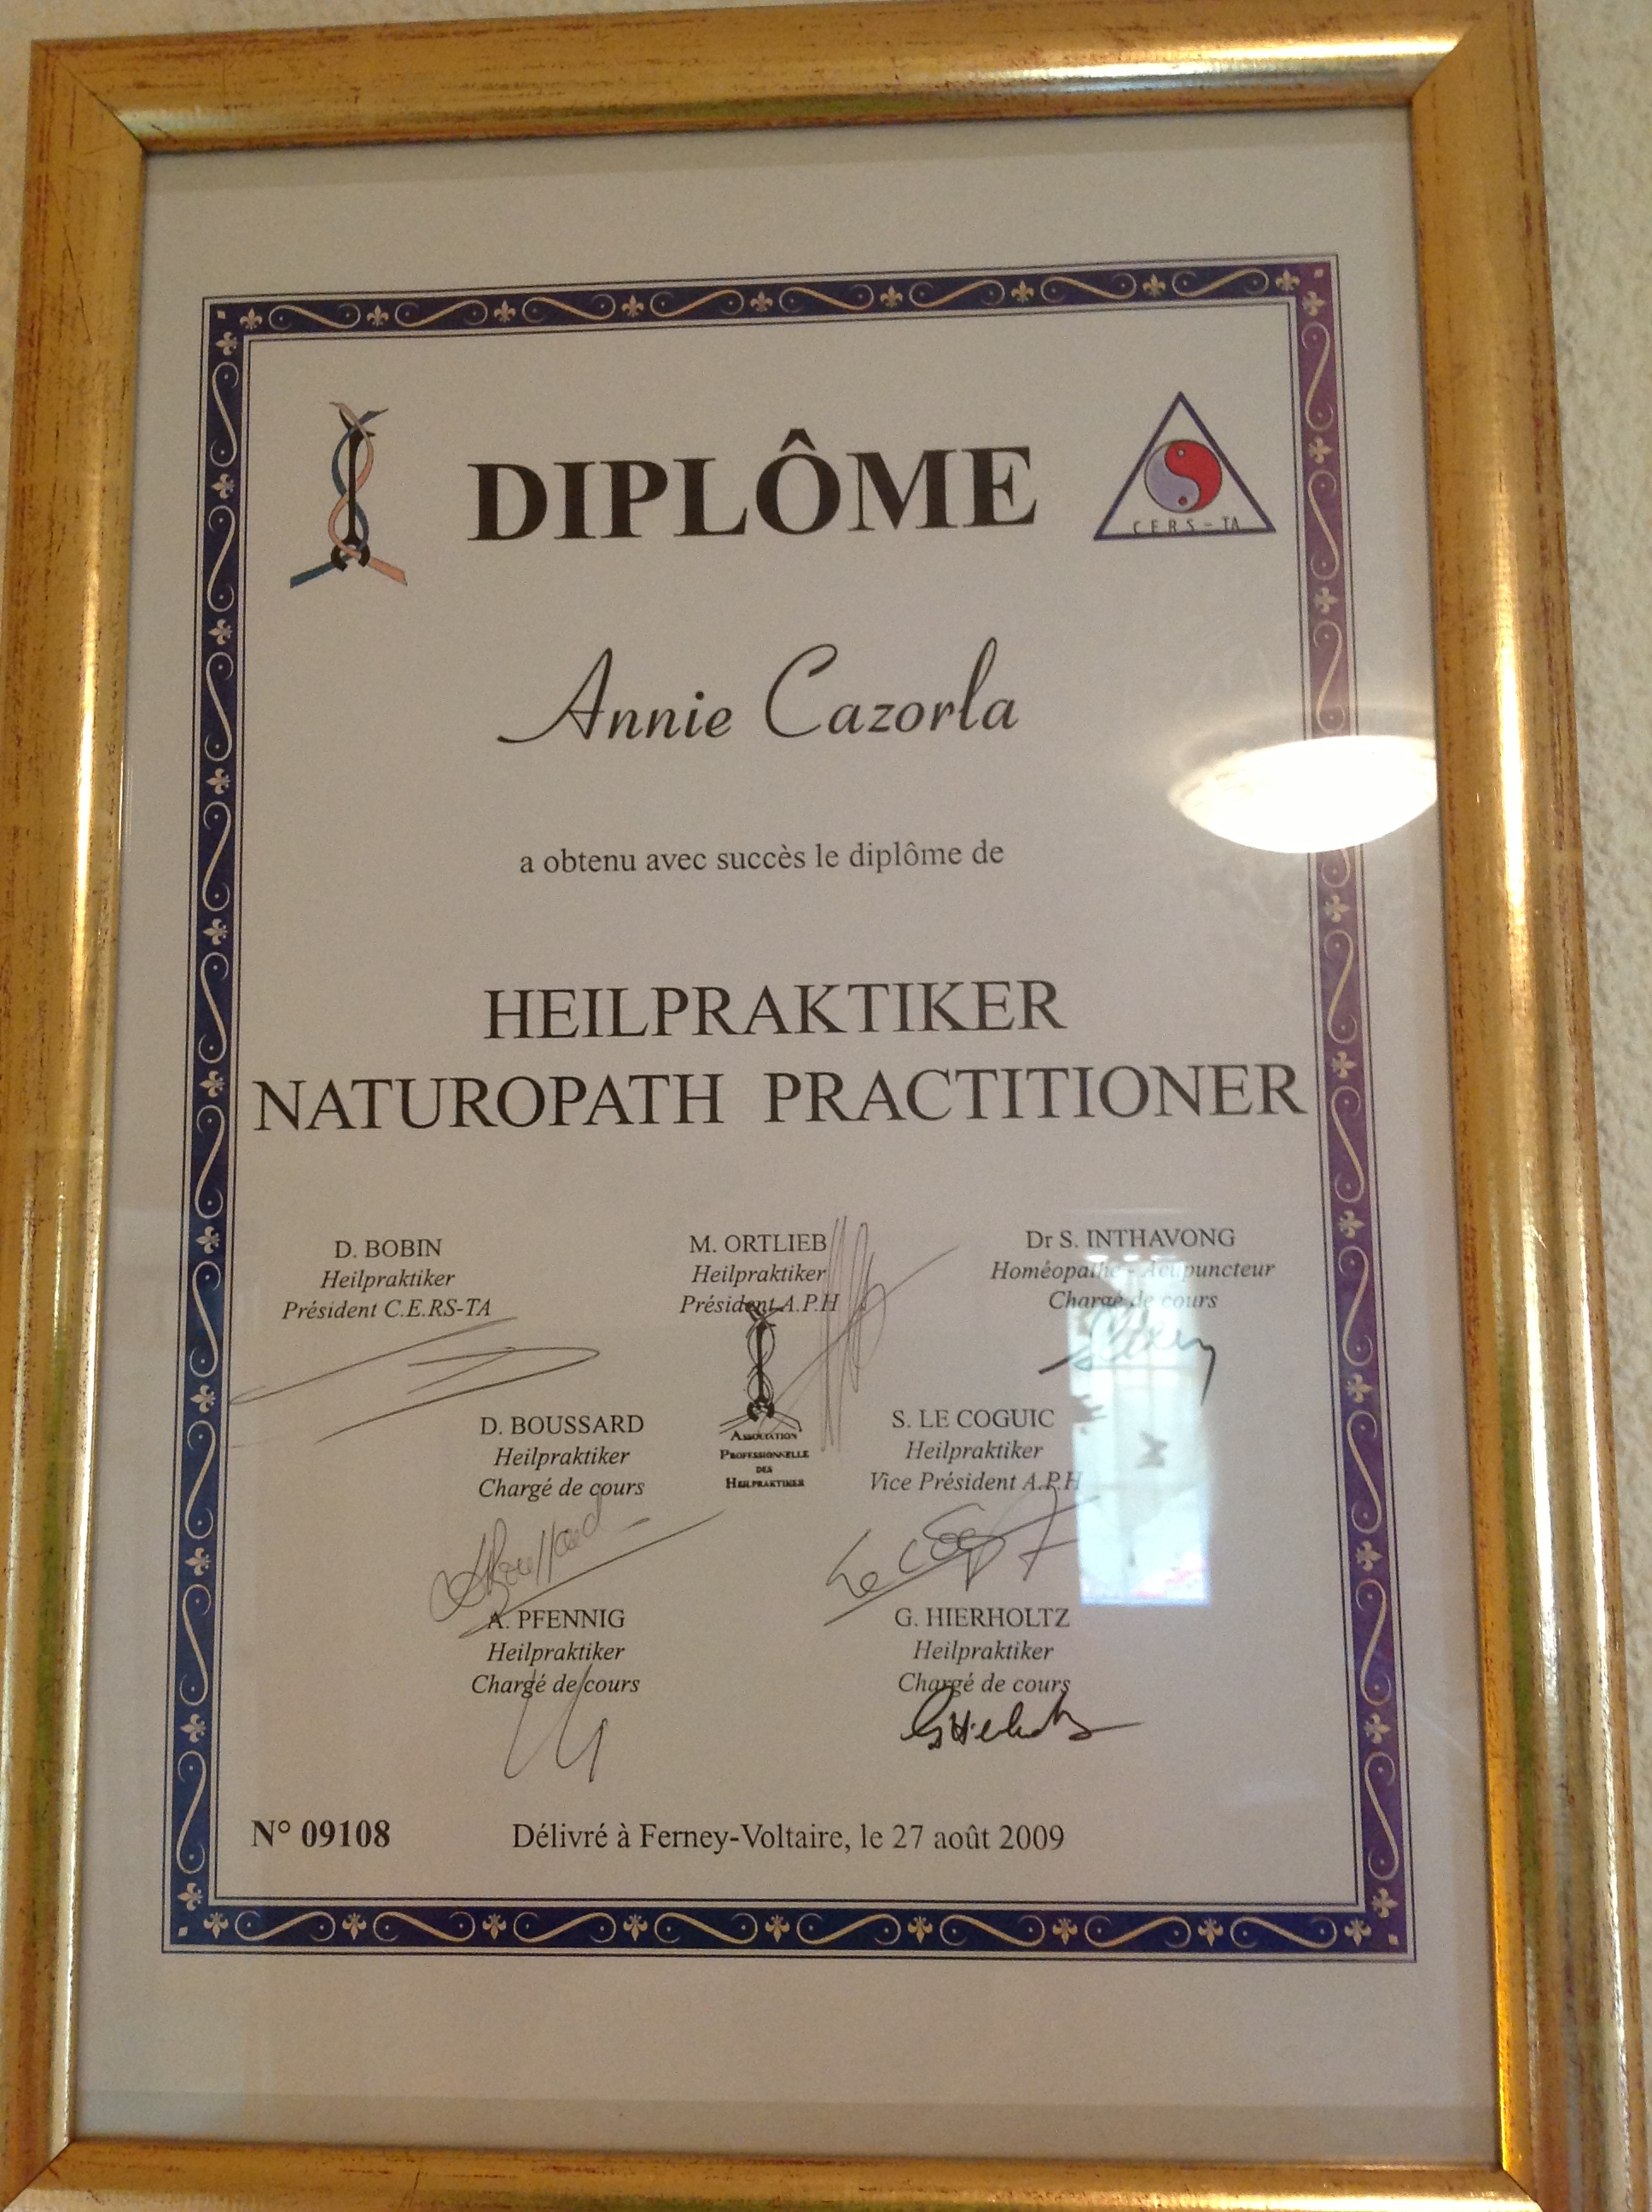 DIPLÔME
C.E.R.S-TA
Annie Cazorla
a obtenu avec succès le diplôme de
HEILPRAKTIKER
NATUROPATH PRACTITIONER
D. BOBIN
Heilpraktiker
Président C.E.RS-TA
M. ORTLIEB
Heilpraktiker
Président A.P.H
Dr S. INTHAVONG
Homéopathe - Acupuncteur
Chargé de cours
D. BOUSSARD
Heilpraktiker
Chargé de cours
ASSOCIATION
PROFESSIONNELLE
DES
HEILPRAKTIKER
S. LE COGUIC
Heilpraktiker
Vice Président A.P.H
A. PFENNIG
Heilpraktiker
Chargé de cours
G. HIERHOLTZ
Heilpraktiker
Chargé de cours
N° 09108
Délivré à Ferney-Voltaire, le 27 août 2009